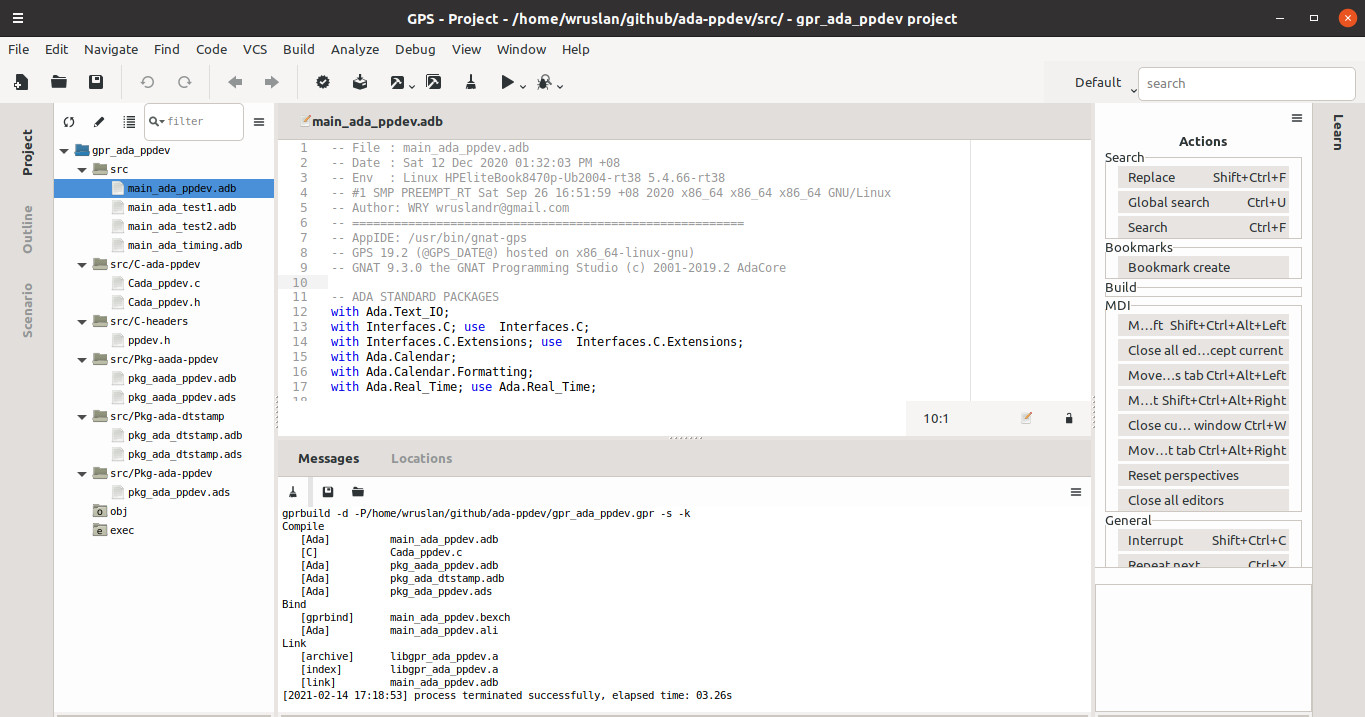 GPS - Project - /home/wruslan/github/ada-ppdev/src/ - gpr_ada_ppdev project
File Edit Navigate Find Code VCS Build Analyze Debug View Window Help
Default search
Project
Outline
Scenario
filter
gpr_ada_ppdev
src
main_ada_ppdev.adb
main_ada_test1.adb
main_ada_test2.adb
main_ada_timing.adb
src/C-ada-ppdev
Cada_ppdev.c
Cada_ppdev.h
src/C-headers
ppdev.h
src/Pkg-aada-ppdev
pkg_aada_ppdev.adb
pkg_aada_ppdev.ads
src/Pkg-ada-dtstamp
pkg_ada_dtstamp.adb
pkg_ada_dtstamp.ads
src/Pkg-ada-ppdev
pkg_ada_ppdev.ads
obj
exec
main_ada_ppdev.adb
1 -- File : main_ada_ppdev.adb
2 -- Date : Sat 12 Dec 2020 01:32:03 PM +08
3 -- Env  : Linux HPEliteBook8470p-Ub2004-rt38 5.4.66-rt38
4 -- #1 SMP PREEMPT_RT Sat Sep 26 16:51:59 +08 2020 x86_64 x86_64 x86_64 GNU/Linux
5 -- Author: WRY wruslandr@gmail.com
6 -- ========================================================
7 -- AppIDE: /usr/bin/gnat-gps
8 -- GPS 19.2 (@GPS_DATE@) hosted on x86_64-linux-gnu)
9 -- GNAT 9.3.0 the GNAT Programming Studio (c) 2001-2019.2 AdaCore
10
11 -- ADA STANDARD PACKAGES
12 with Ada.Text_IO;
13 with Interfaces.C; use  Interfaces.C;
14 with Interfaces.C.Extensions; use  Interfaces.C.Extensions;
15 with Ada.Calendar;
16 with Ada.Calendar.Formatting;
17 with Ada.Real_Time; use Ada.Real_Time;
18
10:1
Messages Locations
gprbuild -d -P/home/wruslan/github/ada-ppdev/gpr_ada_ppdev.gpr -s -k
Compile
[Ada] main_ada_ppdev.adb
[C] Cada_ppdev.c
[Ada] pkg_aada_ppdev.adb
[Ada] pkg_ada_dtstamp.adb
[Ada] pkg_ada_ppdev.ads
Bind
[gprbind] main_ada_ppdev.bexch
[Ada] main_ada_ppdev.ali
Link
[archive] libgpr_ada_ppdev.a
[index] libgpr_ada_ppdev.a
[link] main_ada_ppdev.adb
[2021-02-14 17:18:53] process terminated successfully, elapsed time: 03.26s
Actions
Search
Replace Shift+Ctrl+F
Global search Ctrl+U
Search Ctrl+F
Bookmarks
Bookmark create
Build
MDI
M...ft Shift+Ctrl+Alt+Left
Close all ed...cept current
Move...s tab Ctrl+Alt+Left
M...t Shift+Ctrl+Alt+Right
Close cu... window Ctrl+W
Mov...t tab Ctrl+Alt+Right
Reset perspectives
Close all editors
General
Interrupt Shift+Ctrl+C
Repeat next Ctrl+Y
Learn